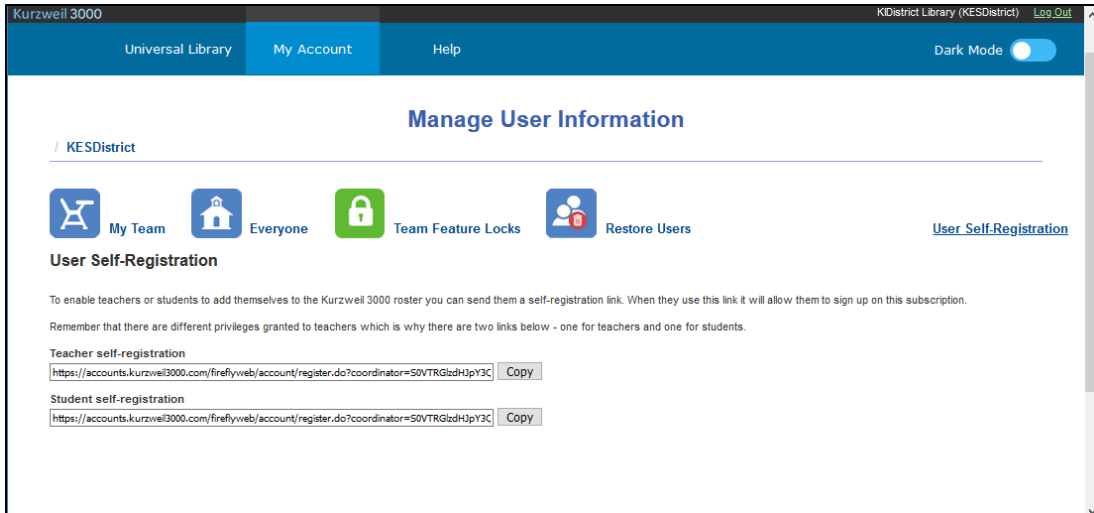 Kurzweil 3000 KIDistrict Library (KESDistrict) Log Out
Universal Library My Account Help Dark Mode
Manage User Information
/ KESDistrict
My Team Everyone Team Feature Locks Restore Users User Self-Registration
User Self-Registration
To enable teachers or students to add themselves to the Kurzweil 3000 roster you can send them a self-registration link. When they use this link it will allow them to sign up on this subscription.
Remember that there are different privileges granted to teachers which is why there are two links below - one for teachers and one for students.
Teacher self-registration
https://accounts.kurzweil3000.com/fireflyweb/account/register.do?coordinator=S0VTRGlzdHJpY3C Copy
Student self-registration
https://accounts.kurzweil3000.com/fireflyweb/account/register.do?coordinator=S0VTRGlzdHJpY3C Copy